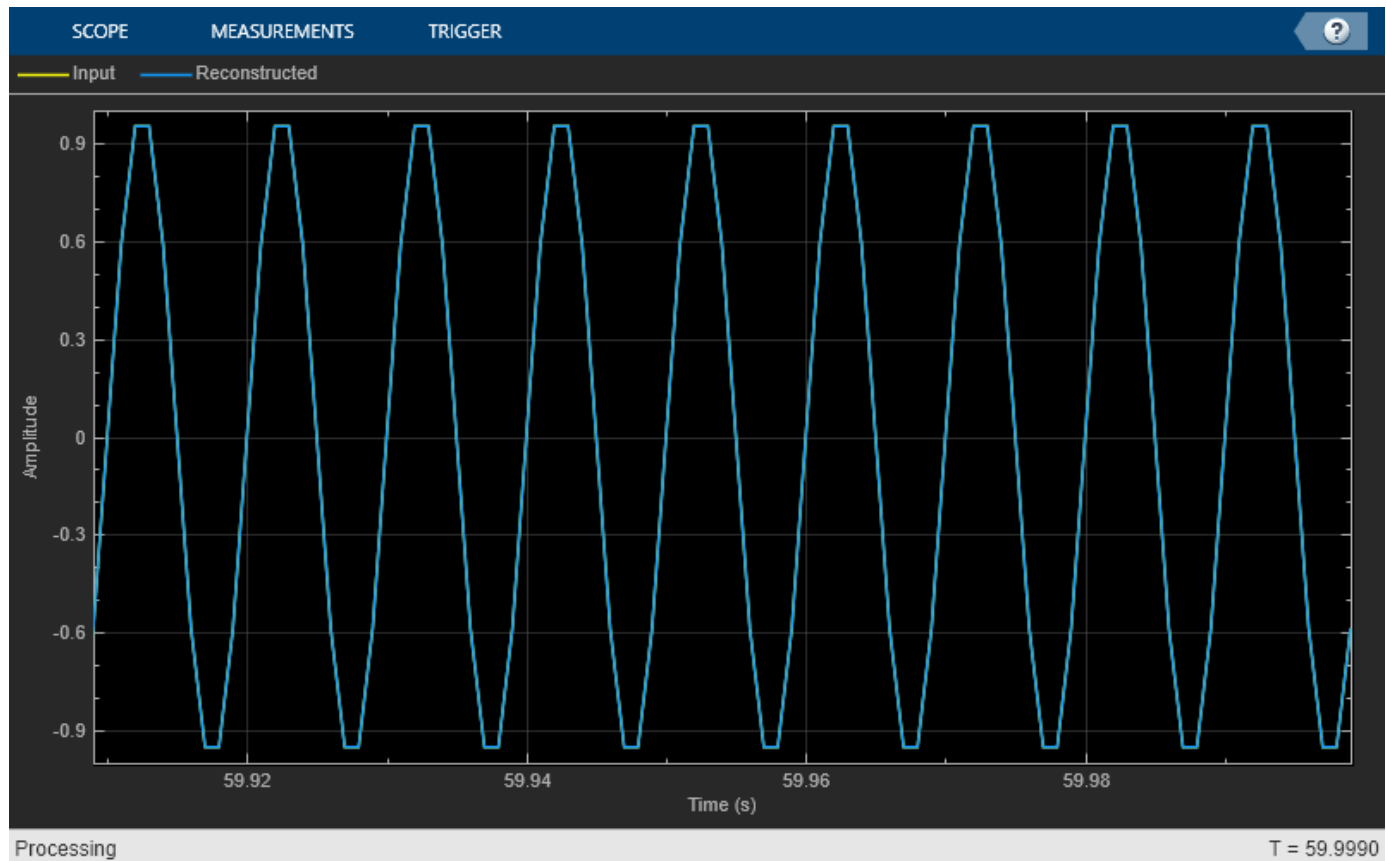 SCOPE MEASUREMENTS TRIGGER ?
Input Reconstructed
0.9
0.6
0.3
0
-0.3
-0.6
-0.9
Amplitude
59.92 59.94 59.96 59.98
Time (s)
Processing T = 59.9990